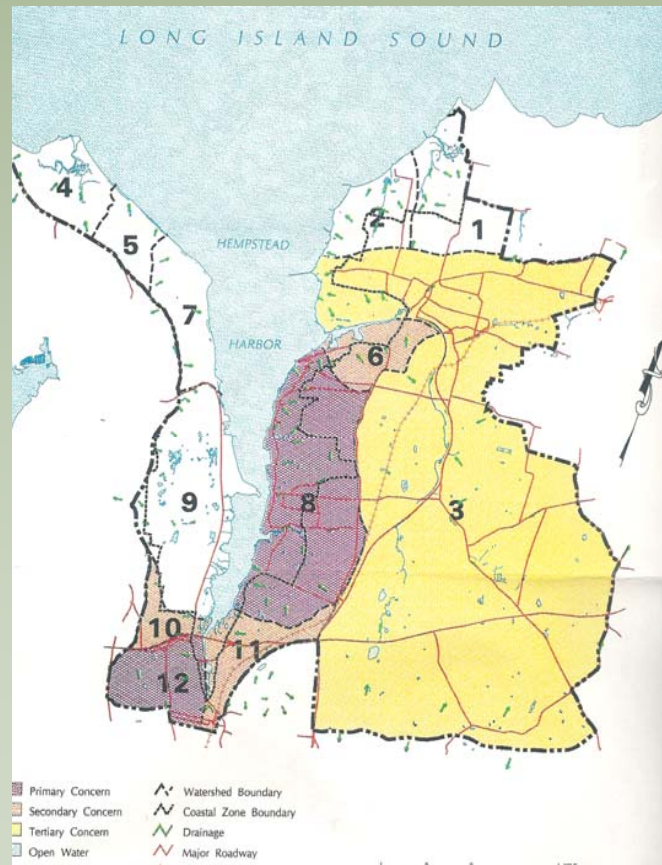 LONG ISLAND SOUND
4
5
2
1
HEMPSTEAD
7
HARBOR
6
9
8
3
10
11
12
Primary Concern
Watershed Boundary
Secondary Concern
Coastal Zone Boundary
Tertiary Concern
Drainage
Open Water
Major Roadway